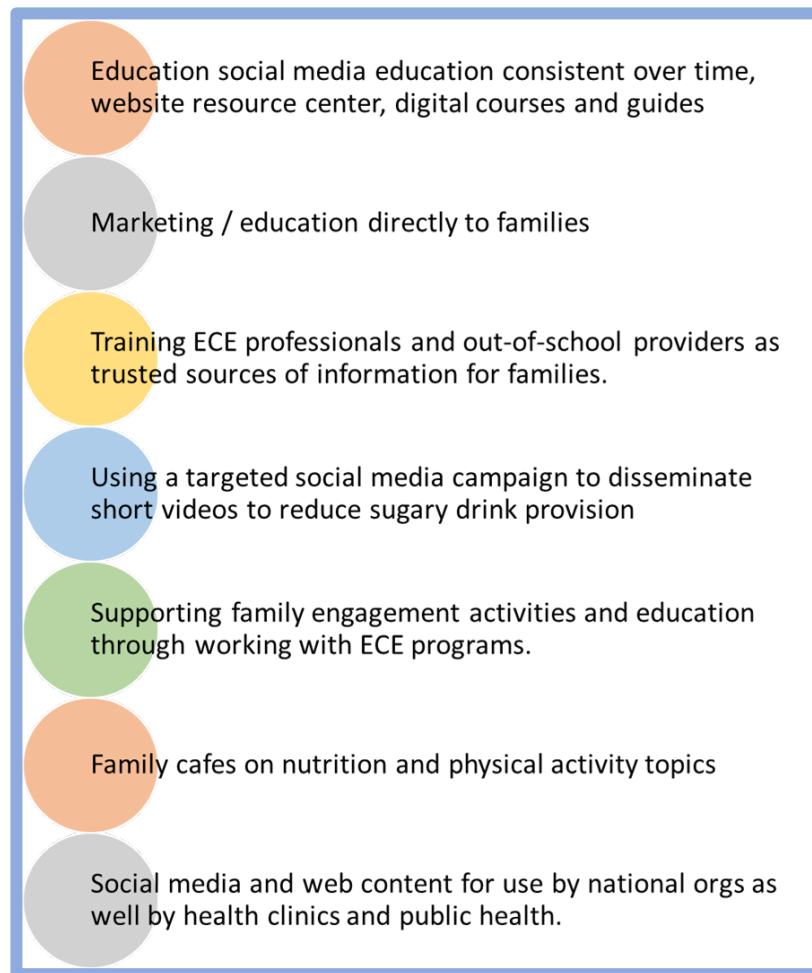 Education social media education consistent over time,
website resource center, digital courses and guides
Marketing / education directly to families
Training ECE professionals and out-of-school providers as
trusted sources of information for families.
Using a targeted social media campaign to disseminate
short videos to reduce sugary drink provision
Supporting family engagement activities and education
through working with ECE programs.
Family cafes on nutrition and physical activity topics
Social media and web content for use by national orgs as
well by health clinics and public health.